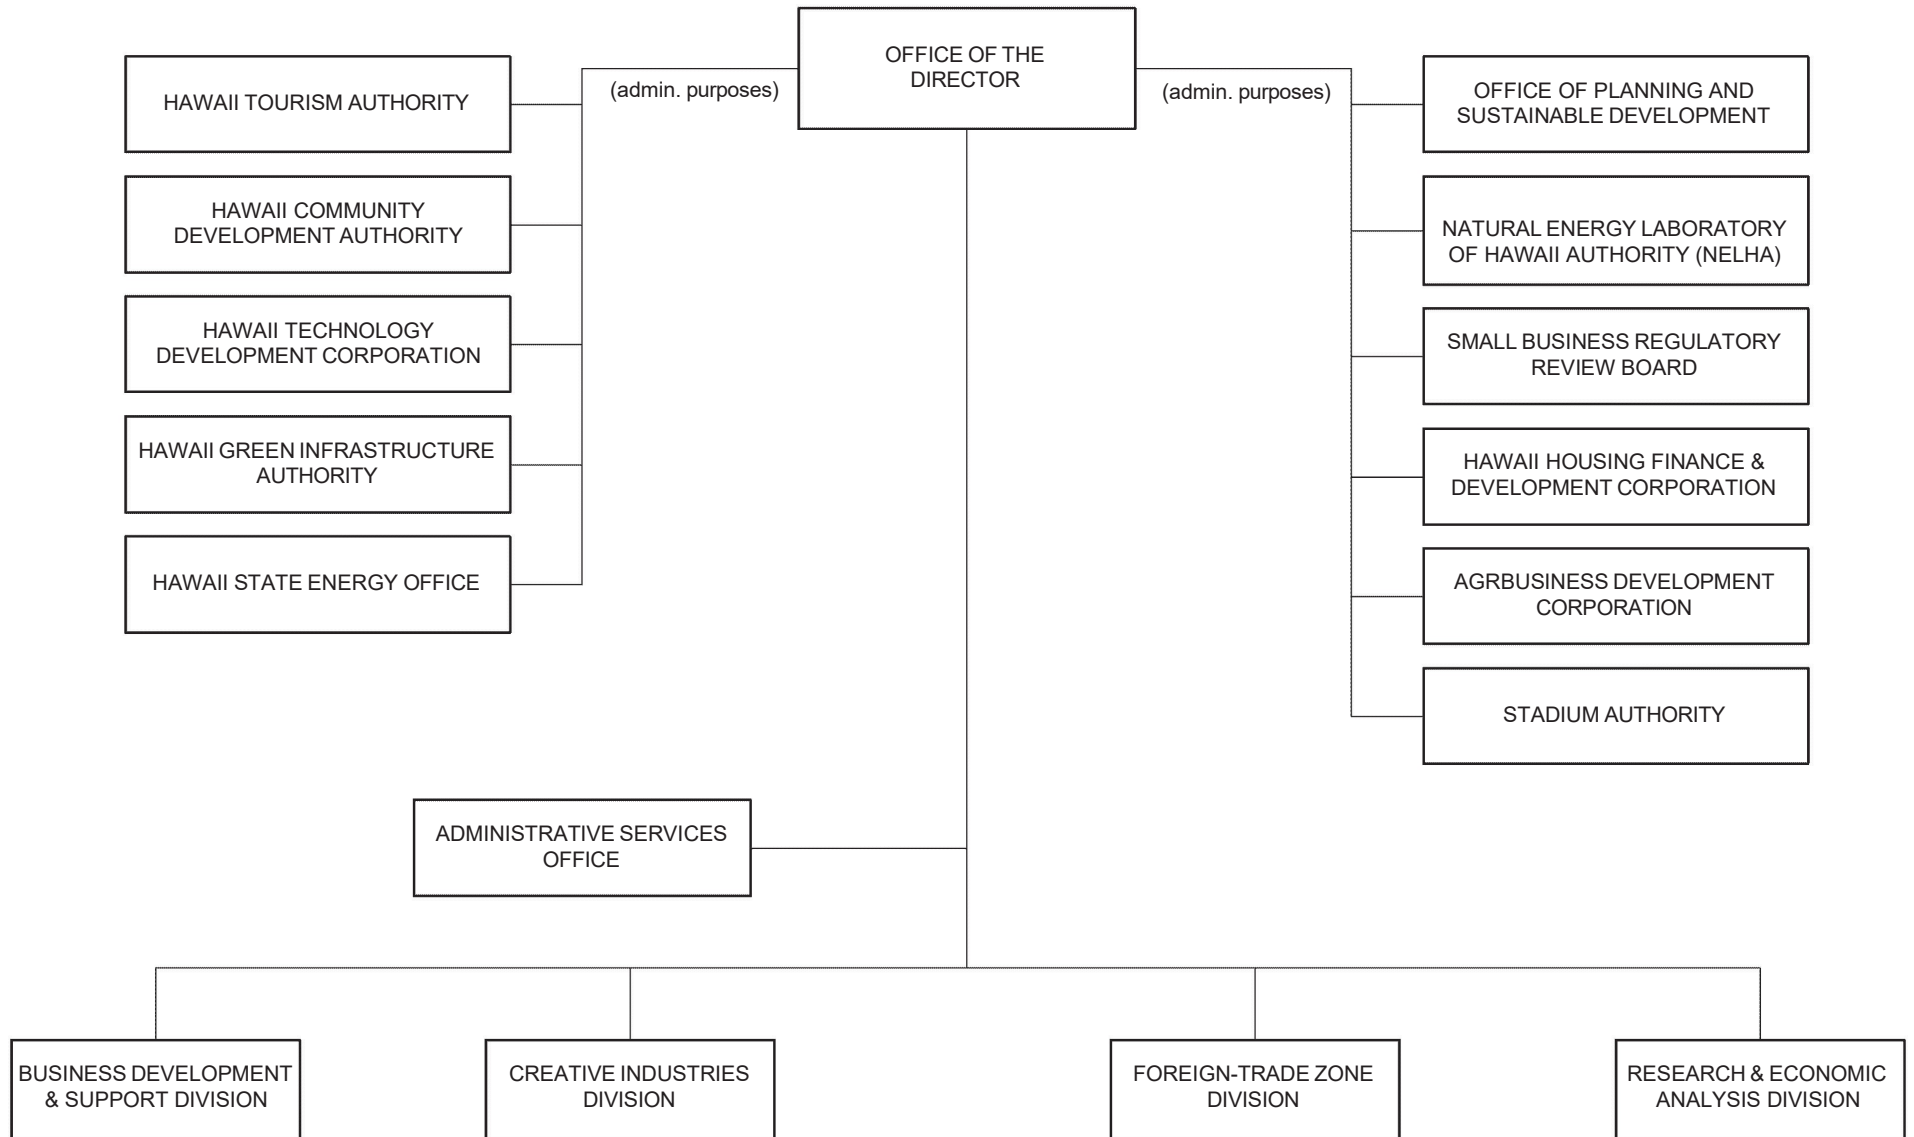 OFFICE OF THE
DIRECTOR
(admin. purposes)
(admin. purposes)
HAWAII TOURISM AUTHORITY
HAWAII COMMUNITY
DEVELOPMENT AUTHORITY
HAWAII TECHNOLOGY
DEVELOPMENT CORPORATION
HAWAII GREEN INFRASTRUCTURE
AUTHORITY
HAWAII STATE ENERGY OFFICE
OFFICE OF PLANNING AND
SUSTAINABLE DEVELOPMENT
NATURAL ENERGY LABORATORY
OF HAWAII AUTHORITY (NELHA)
SMALL BUSINESS REGULATORY
REVIEW BOARD
HAWAII HOUSING FINANCE &
DEVELOPMENT CORPORATION
AGRBUSINESS DEVELOPMENT
CORPORATION
STADIUM AUTHORITY
ADMINISTRATIVE SERVICES
OFFICE
BUSINESS DEVELOPMENT
& SUPPORT DIVISION
CREATIVE INDUSTRIES
DIVISION
FOREIGN-TRADE ZONE
DIVISION
RESEARCH & ECONOMIC
ANALYSIS DIVISION